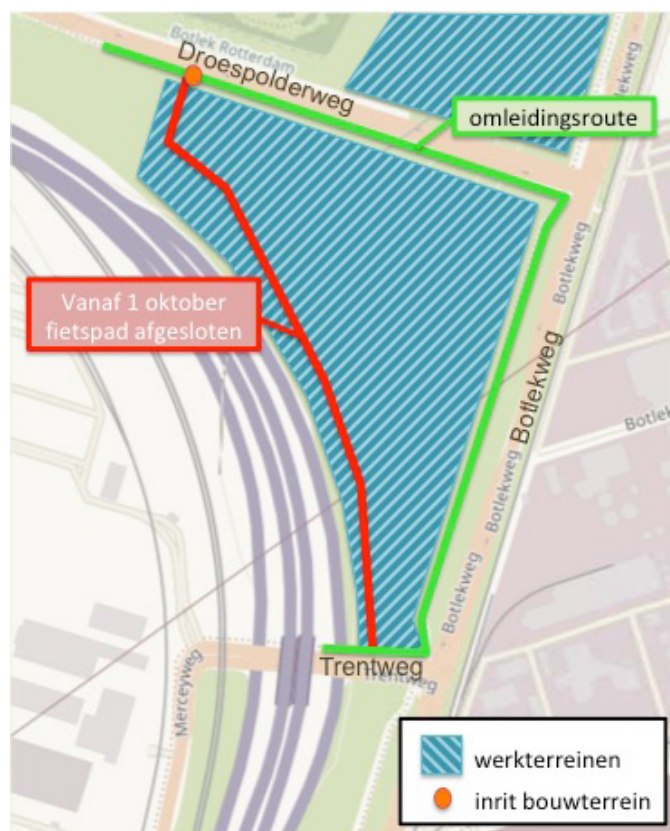 Botlek Rotterdam
Droespolderweg
Botlekweg
omleidingsroute
Botlekweg
Vanaf 1 oktober
fietspad afgesloten
Botlekweg
Botlekweg
Botlekweg
Trentweg
Trentweg
Merceyweg
werkterreinen
inrit bouwterrein